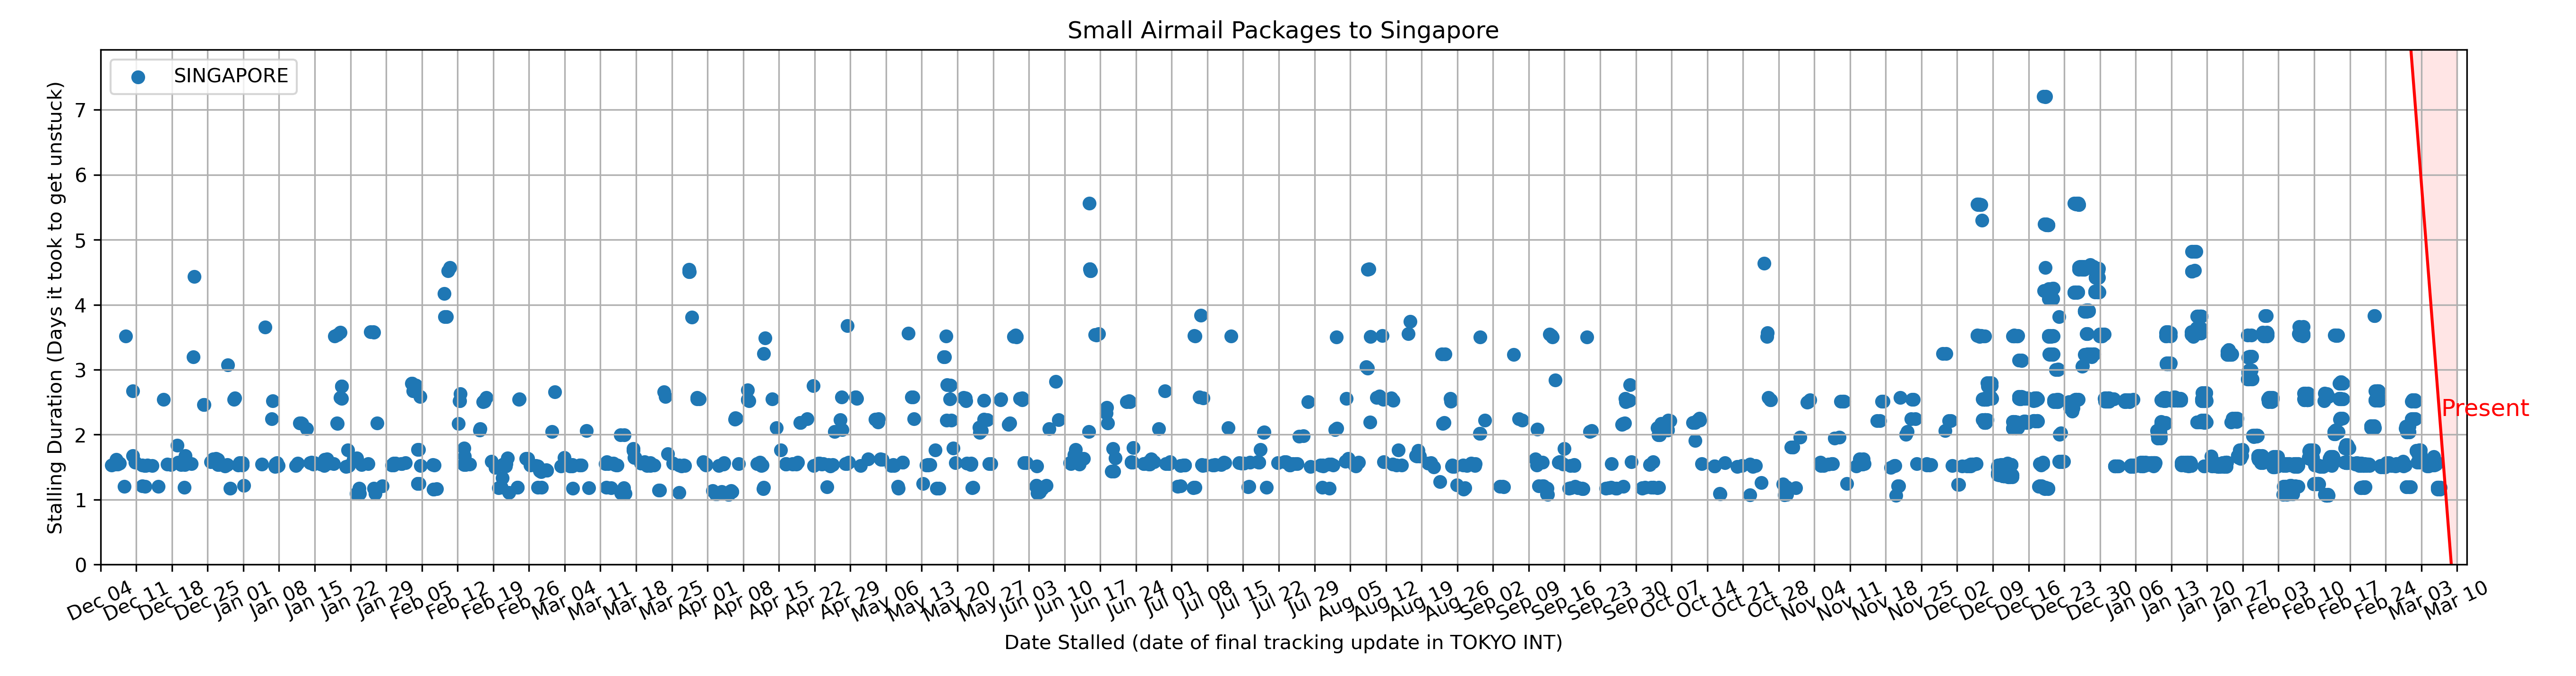 Small Airmail Packages to Singapore
SINGAPORE
Stalling Duration (Days it took to get unstuck)
7
6
5
4
3
2
1
0
Present
Dec 04 Dec 11 Dec 18 Dec 25 Jan 01 Jan 08 Jan 15 Jan 22 Jan 29 Feb 05 Feb 12 Feb 19 Feb 26 Mar 04 Mar 11 Mar 18 Mar 25 Apr 01 Apr 08 Apr 15 Apr 22 Apr 29 May 06 May 13 May 20 May 27 Jun 03 Jun 10 Jun 17 Jun 24 Jul 01 Jul 08 Jul 15 Jul 22 Jul 29 Aug 05 Aug 12 Aug 19 Aug 26 Sep 02 Sep 09 Sep 16 Sep 23 Sep 30 Oct 07 Oct 14 Oct 21 Oct 28 Nov 04 Nov 11 Nov 18 Nov 25 Dec 02 Dec 09 Dec 16 Dec 23 Dec 30 Jan 06 Jan 13 Jan 20 Jan 27 Feb 03 Feb 10 Feb 17 Feb 24 Mar 03 Mar 10
Date Stalled (date of final tracking update in TOKYO INT)